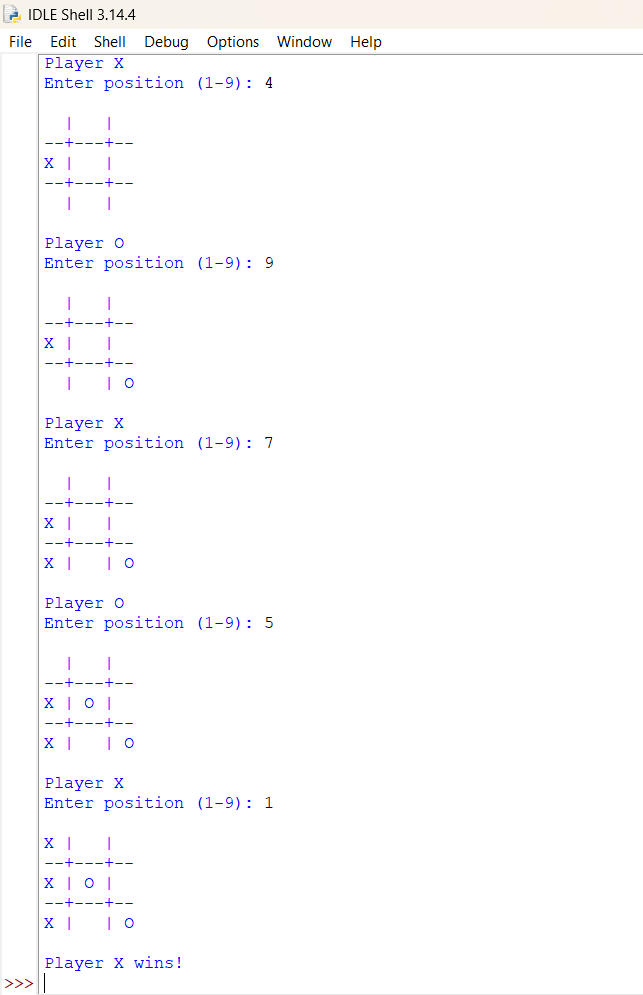 IDLE Shell 3.14.4
File Edit Shell Debug Options Window Help
Player X
Enter position (1-9): 4

  |   |
--+---+--
X |   |
--+---+--
  |   |

Player O
Enter position (1-9): 9

  |   |
--+---+--
X |   |
--+---+--
  |   | O

Player X
Enter position (1-9): 7

  |   |
--+---+--
X |   |
--+---+--
X |   | O

Player O
Enter position (1-9): 5

  |   |
--+---+--
X | O |
--+---+--
X |   | O

Player X
Enter position (1-9): 1

X |   |
--+---+--
X | O |
--+---+--
X |   | O

Player X wins!
>>>